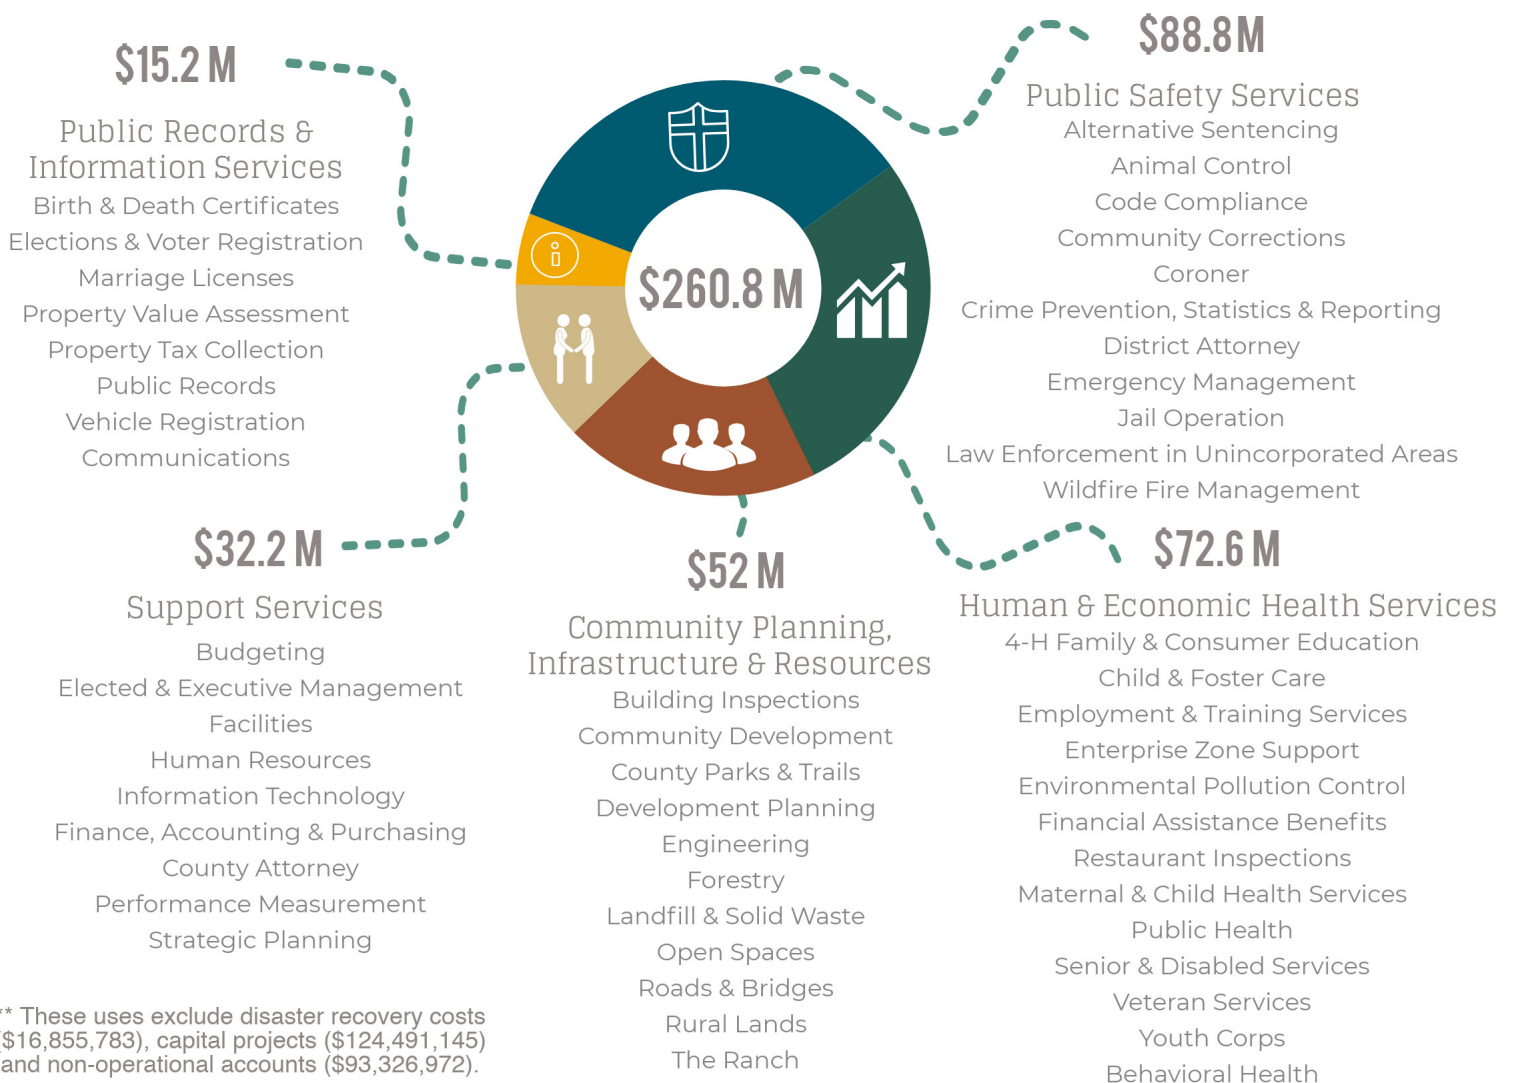 $15.2 M
Public Records &
Information Services
Birth & Death Certificates
Elections & Voter Registration
Marriage Licenses
Property Value Assessment
Property Tax Collection
Public Records
Vehicle Registration
Communications
$260.8 M
$88.8 M
Public Safety Services
Alternative Sentencing
Animal Control
Code Compliance
Community Corrections
Coroner
Crime Prevention, Statistics & Reporting
District Attorney
Emergency Management
Jail Operation
Law Enforcement in Unincorporated Areas
Wildfire Fire Management
$32.2 M
Support Services
Budgeting
Elected & Executive Management
Facilities
Human Resources
Information Technology
Finance, Accounting & Purchasing
County Attorney
Performance Measurement
Strategic Planning
$52 M
Community Planning,
Infrastructure & Resources
Building Inspections
Community Development
County Parks & Trails
Development Planning
Engineering
Forestry
Landfill & Solid Waste
Open Spaces
Roads & Bridges
Rural Lands
The Ranch
$72.6 M
Human & Economic Health Services
4-H Family & Consumer Education
Child & Foster Care
Employment & Training Services
Enterprise Zone Support
Environmental Pollution Control
Financial Assistance Benefits
Restaurant Inspections
Maternal & Child Health Services
Public Health
Senior & Disabled Services
Veteran Services
Youth Corps
Behavioral Health
** These uses exclude disaster recovery costs
($16,855,783), capital projects ($124,491,145)
and non-operational accounts ($93,326,972).